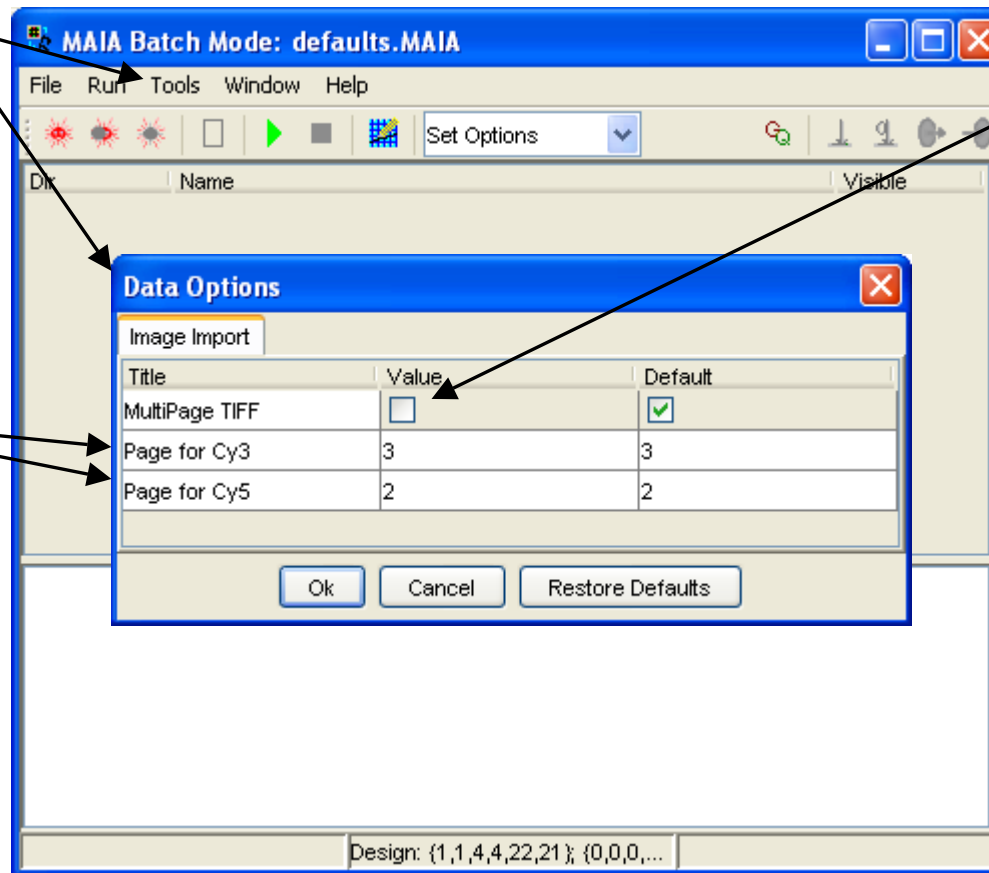 MAIA Batch Mode: defaults.MAIA
File Run Tools Window Help
Set Options
Dir Name Visible
Data Options
Image Import
Title Value Default
MultiPage TIFF
Page for Cy3 3 3
Page for Cy5 2 2
Ok Cancel Restore Defaults
Design: {1,1,4,4,22,21}; {0,0,0,...